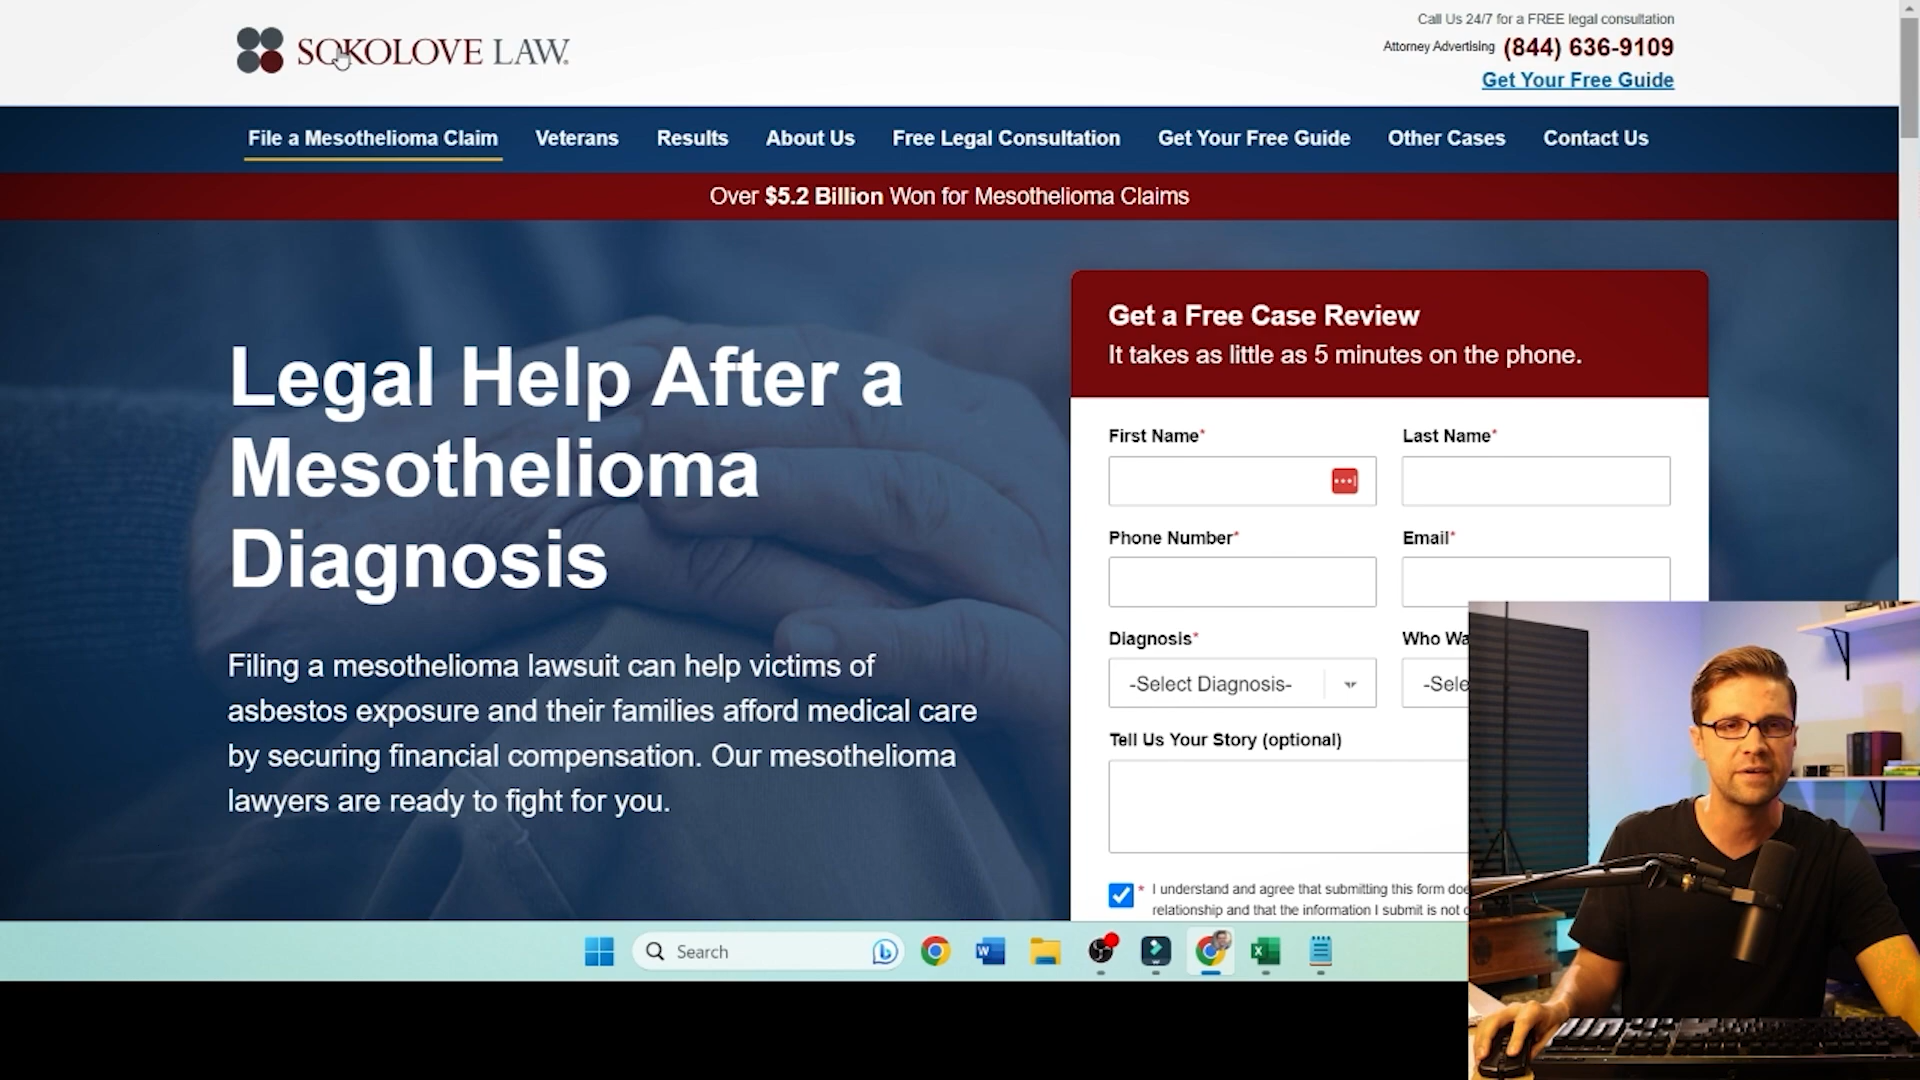 SOKOLOVE LAW.
Call Us 24/7 for a FREE legal consultation
Attorney Advertising (844) 636-9109
Get Your Free Guide
File a Mesothelioma Claim Veterans Results About Us Free Legal Consultation Get Your Free Guide Other Cases Contact Us
Over $5.2 Billion Won for Mesothelioma Claims
Legal Help After a
Mesothelioma
Diagnosis
Filing a mesothelioma lawsuit can help victims of
asbestos exposure and their families afford medical care
by securing financial compensation. Our mesothelioma
lawyers are ready to fight for you.
Get a Free Case Review
It takes as little as 5 minutes on the phone.
First Name* Last Name*
Phone Number* Email*
Diagnosis* Who Wa
-Select Diagnosis- -Sele
Tell Us Your Story (optional)
* I understand and agree that submitting this form doe
relationship and that the information I submit is not
Search